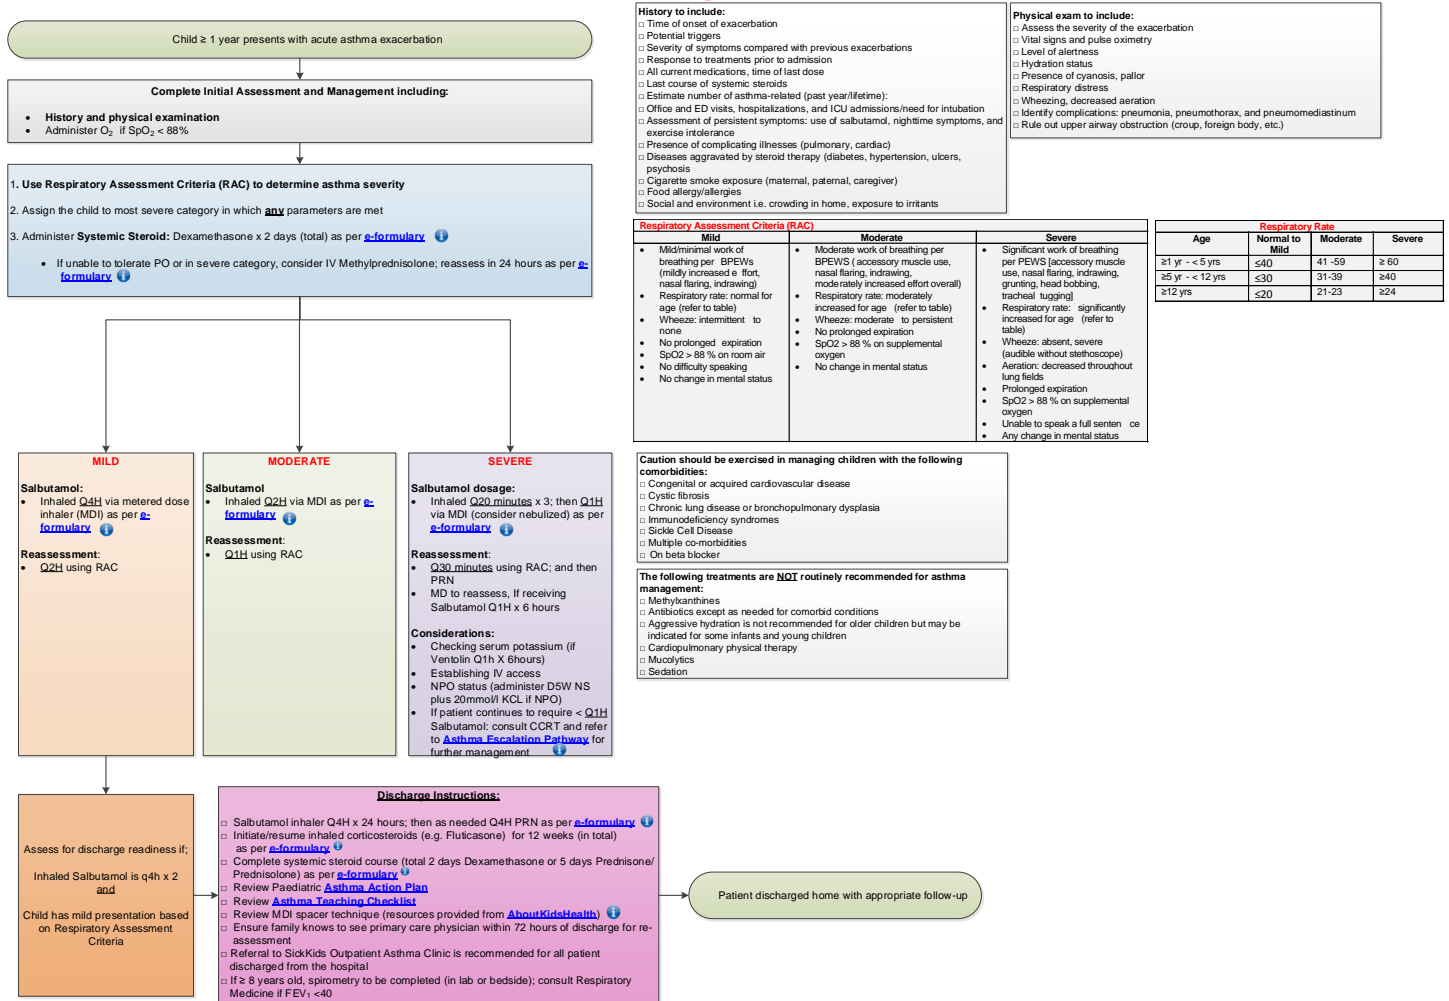 Child ≥ 1 year presents with acute asthma exacerbation
Complete Initial Assessment and Management including:
• History and physical examination
• Administer O2 if SpO2 < 88%
1. Use Respiratory Assessment Criteria (RAC) to determine asthma severity
2. Assign the child to most severe category in which any parameters are met
3. Administer Systemic Steroid: Dexamethasone x 2 days (total) as per e-formulary
• If unable to tolerate PO or in severe category, consider IV Methylprednisolone; reassess in 24 hours as per e-
formulary
MILD
Salbutamol:
• Inhaled Q4H via metered dose
inhaler (MDI) as per e-
formulary
Reassessment:
• Q2H using RAC
MODERATE
Salbutamol
• Inhaled Q2H via MDI as per e-
formulary
Reassessment:
• Q1H using RAC
SEVERE
Salbutamol dosage:
• Inhaled Q20 minutes x 3; then Q1H
via MDI (consider nebulized) as per
e-formulary
Reassessment:
• Q30 minutes using RAC; and then
PRN
• MD to reassess, If receiving
Salbutamol Q1H x 6 hours
Considerations:
• Checking serum potassium (if
Ventolin Q1h X 6hours)
• Establishing IV access
• NPO status (administer D5W NS
plus 20mmol/l KCL if NPO)
• If patient continues to require < Q1H
Salbutamol: consult CCRT and refer
to Asthma Escalation Pathway for
further management
Assess for discharge readiness if;
Inhaled Salbutamol is q4h x 2
and
Child has mild presentation based
on Respiratory Assessment
Criteria
Discharge Instructions:
□ Salbutamol inhaler Q4H x 24 hours; then as needed Q4H PRN as per e-formulary
□ Initiate/resume inhaled corticosteroids (e.g. Fluticasone) for 12 weeks (in total)
as per e-formulary
□ Complete systemic steroid course (total 2 days Dexamethasone or 5 days Prednisone/
Prednisolone) as per e-formulary
□ Review Paediatric Asthma Action Plan
□ Review Asthma Teaching Checklist
□ Review MDI spacer technique (resources provided from AboutKidsHealth)
□ Ensure family knows to see primary care physician within 72 hours of discharge for re-
assessment
□ Referral to SickKids Outpatient Asthma Clinic is recommended for all patient
discharged from the hospital
□ If ≥ 8 years old, spirometry to be completed (in lab or bedside); consult Respiratory
Medicine if FEV1 <40
Patient discharged home with appropriate follow-up
History to include:
□ Time of onset of exacerbation
□ Potential triggers
□ Severity of symptoms compared with previous exacerbations
□ Response to treatments prior to admission
□ All current medications, time of last dose
□ Last course of systemic steroids
□ Estimate number of asthma-related (past year/lifetime):
□ Office and ED visits, hospitalizations, and ICU admissions/need for intubation
□ Assessment of persistent symptoms: use of salbutamol, nighttime symptoms, and
exercise intolerance
□ Presence of complicating illnesses (pulmonary, cardiac)
□ Diseases aggravated by steroid therapy (diabetes, hypertension, ulcers,
psychosis
□ Cigarette smoke exposure (maternal, paternal, caregiver)
□ Food allergy/allergies
□ Social and environment i.e. crowding in home, exposure to irritants
Physical exam to include:
□ Assess the severity of the exacerbation
□ Vital signs and pulse oximetry
□ Level of alertness
□ Hydration status
□ Presence of cyanosis, pallor
□ Respiratory distress
□ Wheezing, decreased aeration
□ Identify complications: pneumonia, pneumothorax, and pneumomediastinum
□ Rule out upper airway obstruction (croup, foreign body, etc.)
Respiratory Assessment Criteria (RAC)
Mild
• Mild/minimal work of
breathing per BPEWs
(mildly increased e ffort,
nasal flaring, indrawing)
• Respiratory rate: normal for
age (refer to table)
• Wheeze: intermittent to
none
• No prolonged expiration
• SpO2 > 88 % on room air
• No difficulty speaking
• No change in mental status
Moderate
• Moderate work of breathing per
BPEWS ( accessory muscle use,
nasal flaring, indrawing,
moderately increased effort overall)
• Respiratory rate: moderately
increased for age (refer to table)
• Wheeze: moderate to persistent
• No prolonged expiration
• SpO2 > 88 % on supplemental
oxygen
• No change in mental status
Severe
• Significant work of breathing
per PEWS [accessory muscle
use, nasal flaring, indrawing,
grunting, head bobbing,
tracheal tugging]
• Respiratory rate: significantly
increased for age (refer to
table)
• Wheeze: absent, severe
(audible without stethoscope)
• Aeration: decreased throughout
lung fields
• Prolonged expiration
• SpO2 > 88 % on supplemental
oxygen
• Unable to speak a full senten ce
• Any change in mental status
Respiratory Rate
Age Normal to Mild Moderate Severe
≥1 yr - < 5 yrs ≤40 41 -59 ≥ 60
≥5 yr - < 12 yrs ≤30 31-39 ≥40
≥12 yrs ≤20 21-23 ≥24
Caution should be exercised in managing children with the following
comorbidities:
□ Congenital or acquired cardiovascular disease
□ Cystic fibrosis
□ Chronic lung disease or bronchopulmonary dysplasia
□ Immunodeficiency syndromes
□ Sickle Cell Disease
□ Multiple co-morbidities
□ On beta blocker
The following treatments are NOT routinely recommended for asthma
management:
□ Methylxanthines
□ Antibiotics except as needed for comorbid conditions
□ Aggressive hydration is not recommended for older children but may be
indicated for some infants and young children
□ Cardiopulmonary physical therapy
□ Mucolytics
□ Sedation